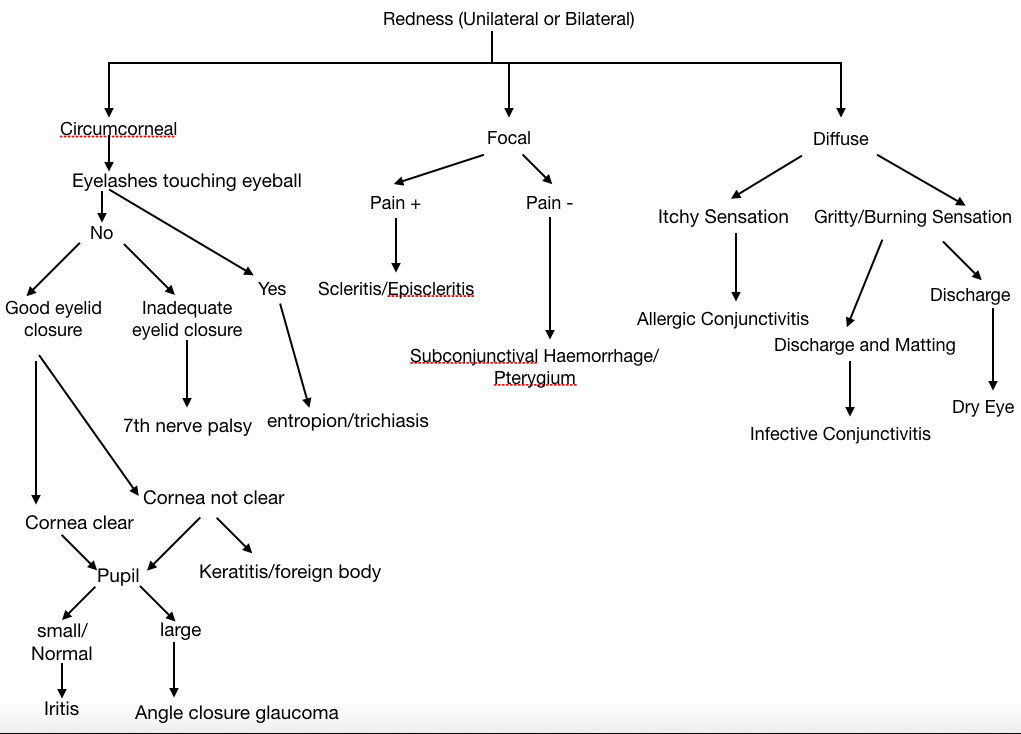 Redness (Unilateral or Bilateral)
Circumcorneal
Focal
Diffuse
Eyelashes touching eyeball
Pain +
Pain -
Itchy Sensation
Gritty/Burning Sensation
No
Yes
Scleritis/Episcleritis
Discharge
Good eyelid
closure
Inadequate
eyelid closure
Allergic Conjunctivitis
Discharge and Matting
Subconjunctival Haemorrhage/
Pterygium
Dry Eye
7th nerve palsy
entropion/trichiasis
Infective Conjunctivitis
Cornea not clear
Cornea clear
Pupil
Keratitis/foreign body
small/
Normal
large
Iritis
Angle closure glaucoma